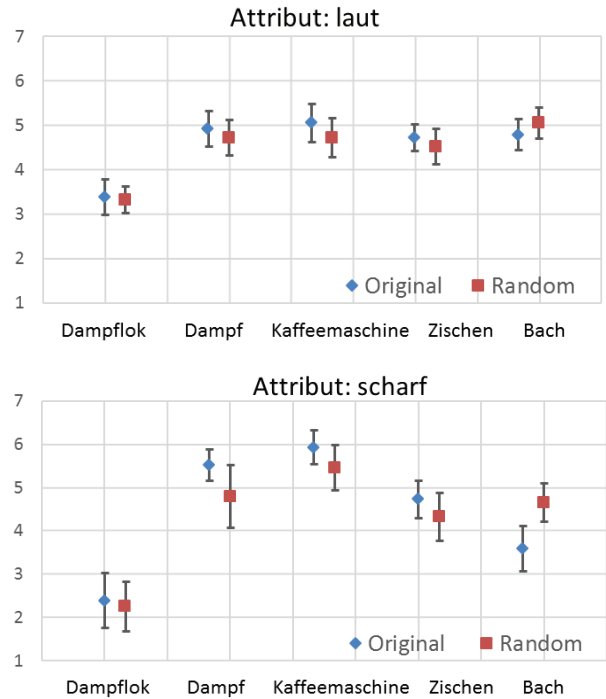 Attribut: laut
7
6
5
4
3
2
1
Original Random
Dampflok Dampf Kaffeemaschine Zischen Bach
Attribut: scharf
7
6
5
4
3
2
1
Original Random
Dampflok Dampf Kaffeemaschine Zischen Bach